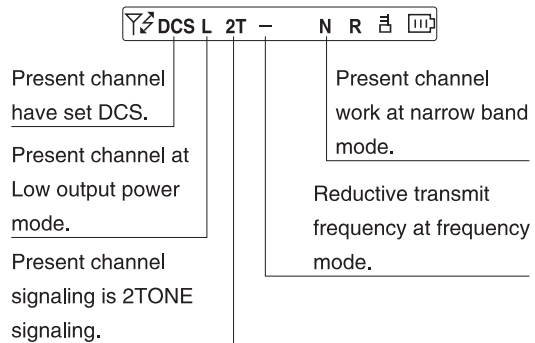 DCS L 2T – N R
Present channel
have set DCS.
Present channel at
Low output power
mode.
Present channel
signaling is 2TONE
signaling.
Present channel
work at narrow band
mode.
Reductive transmit
frequency at frequency
mode.